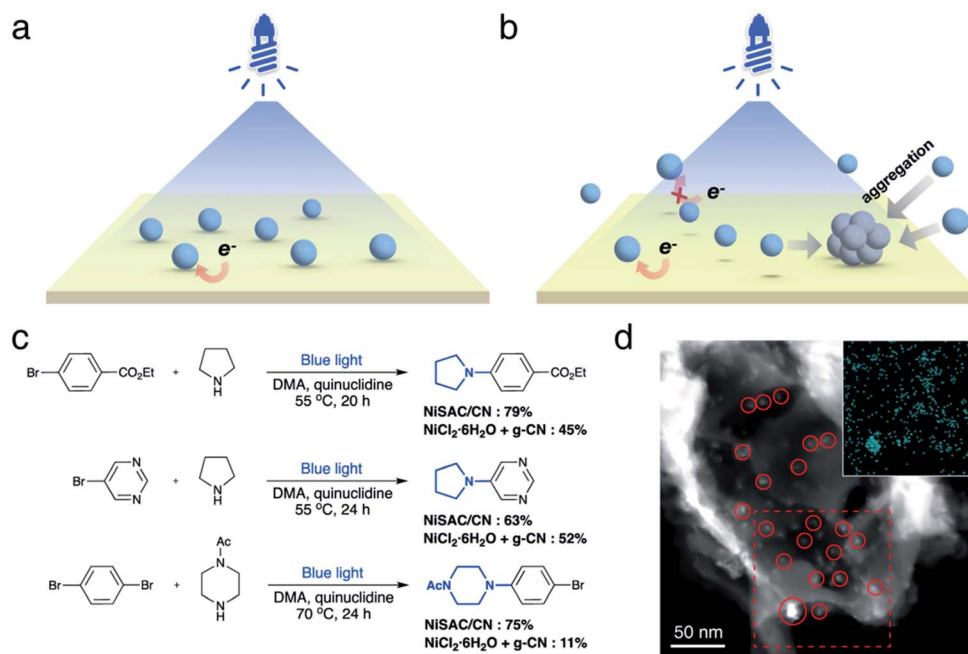 a
e-
b
e-
e-
aggregation
c
Br
CO2Et
+
N
H
Blue light
DMA, quinuclidine
55 °C, 20 h
N
CO2Et
NiSAC/CN : 79%
NiCl2·6H2O + g-CN : 45%
Br
N
N
+
N
H
Blue light
DMA, quinuclidine
55 °C, 24 h
N
N
N
NiSAC/CN : 63%
NiCl2·6H2O + g-CN : 52%
Br
Br
+
Ac
N
N
H
Blue light
DMA, quinuclidine
70 °C, 24 h
AcN
N
Br
NiSAC/CN : 75%
NiCl2·6H2O + g-CN : 11%
d
50 nm